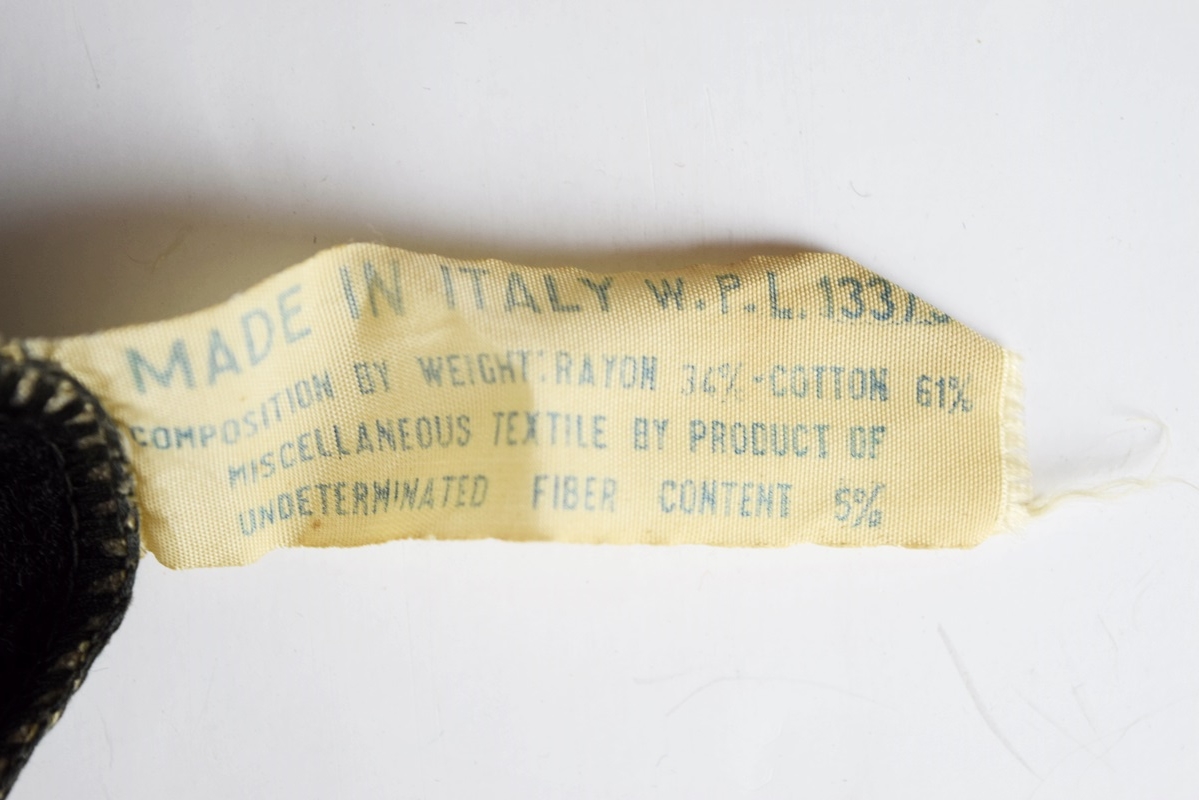 MADE IN ITALY W.P.L.
COMPOSITION BY WEIGHT: RAYON 34% - COTTON 61%
MISCELLANEOUS TEXTILE BY PRODUCT OF
UNDETERMINATED FIBER CONTENT 5%